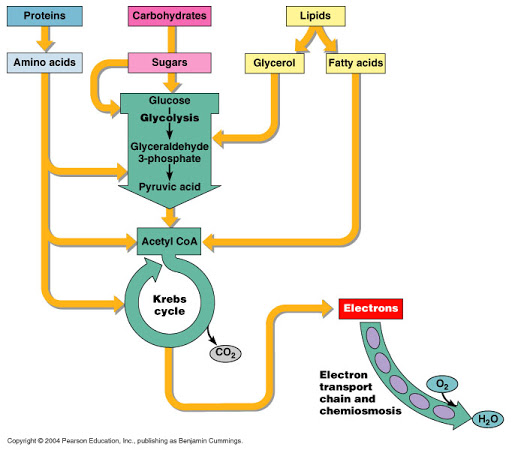 Proteins
Carbohydrates
Lipids
Amino acids
Sugars
Glycerol
Fatty acids
Glucose
Glycolysis
Glyceraldehyde
3-phosphate
Pyruvic acid
Acetyl CoA
Krebs
cycle
CO2
Electrons
Electron
transport
chain and
chemiosmosis
O2
H2O
Copyright © 2004 Pearson Education, Inc., publishing as Benjamin Cummings.